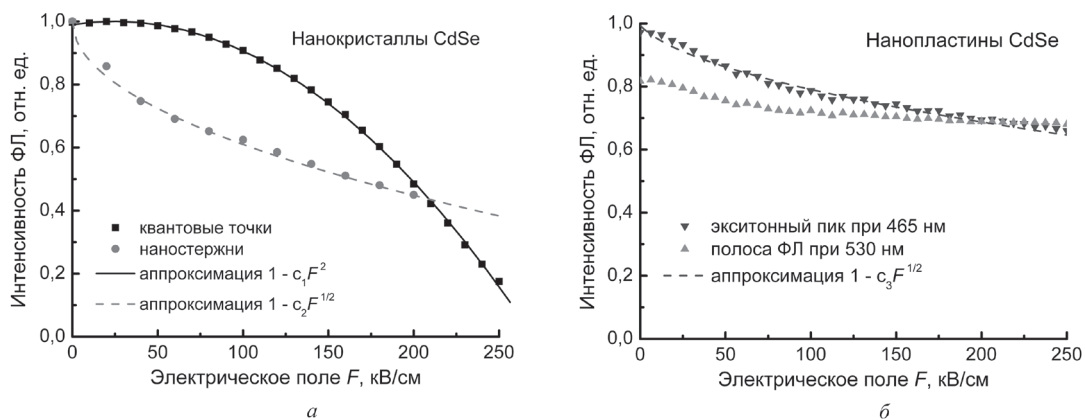 а
Нанокристаллы CdSe
Интенсивность ФЛ, отн. ед.
1,0
0,8
0,6
0,4
0,2
0,0
квантовые точки
наностержни
аппроксимация 1 - c₁F²
аппроксимация 1 - c₂F^1/2
0 50 100 150 200 250
Электрическое поле F, кВ/см
а
б
Нанопластины CdSe
Интенсивность ФЛ, отн. ед.
1,0
0,8
0,6
0,4
0,2
0,0
экситонный пик при 465 нм
полоса ФЛ при 530 нм
аппроксимация 1 - c₃F^1/2
0 50 100 150 200 250
Электрическое поле F, кВ/см
б